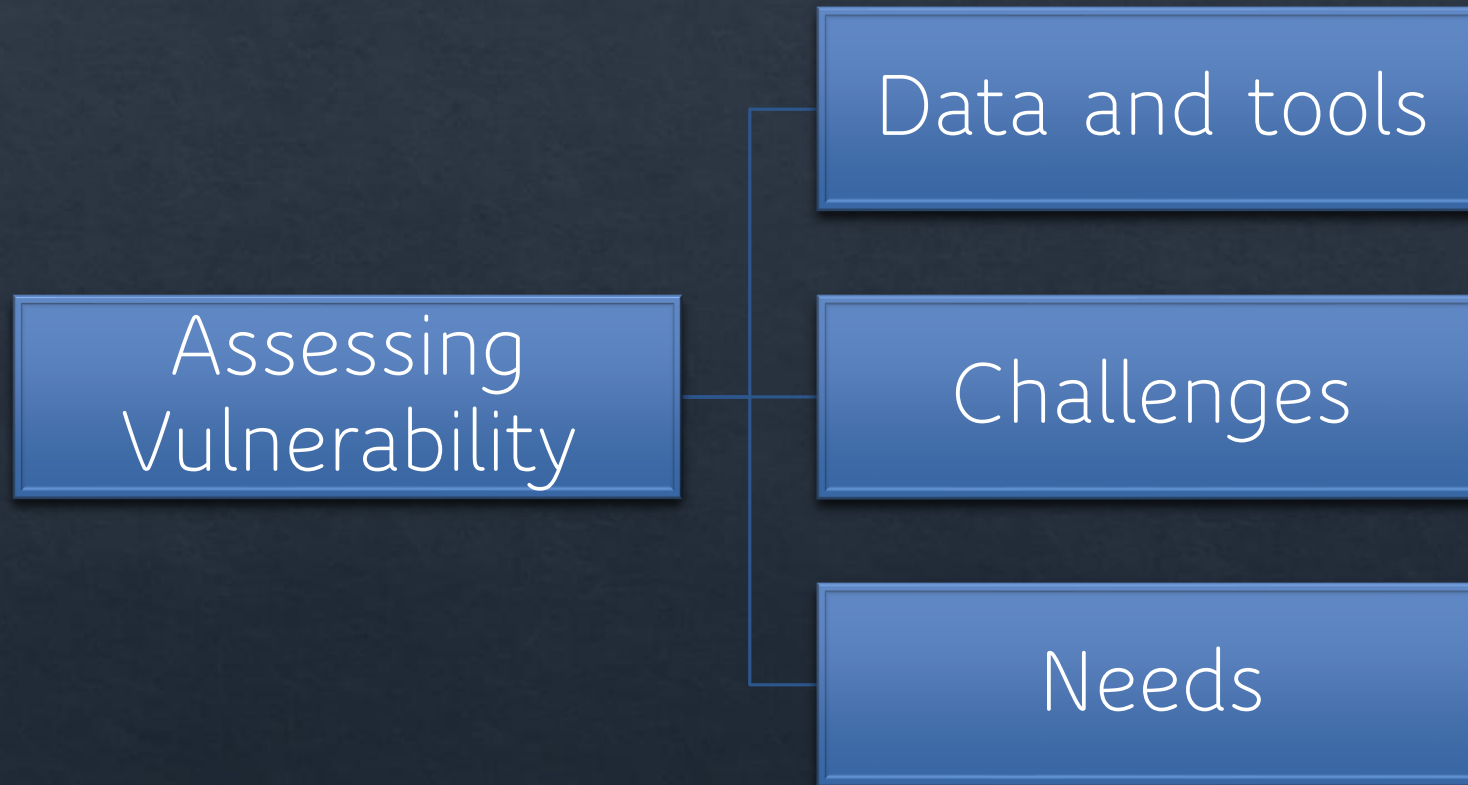 Assessing
Vulnerability
Data and tools
Challenges
Needs